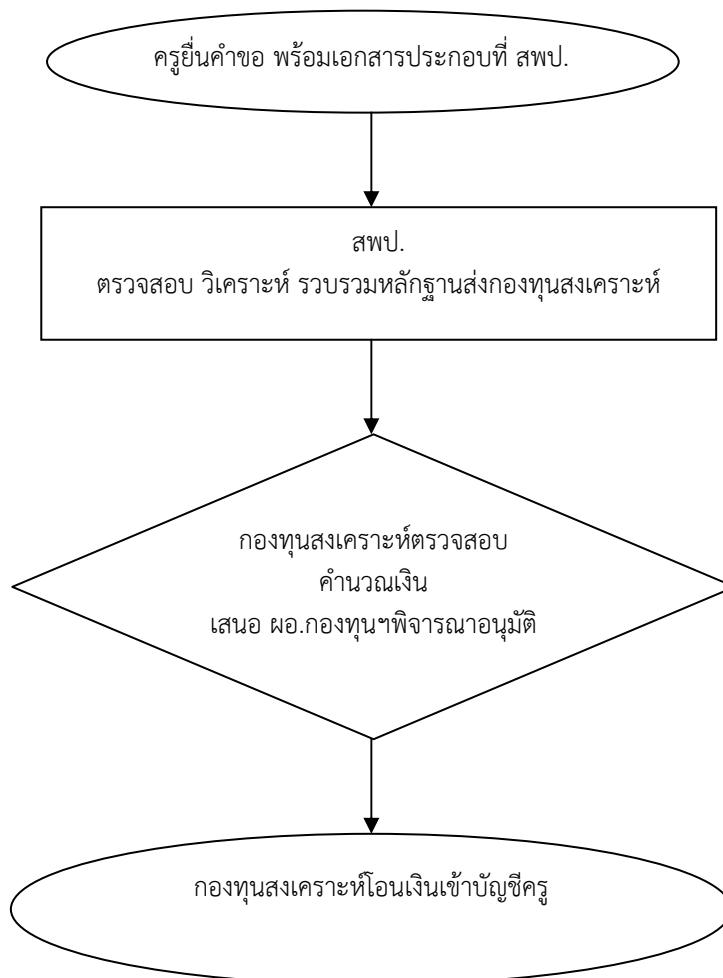 ครูยื่นคำขอ พร้อมเอกสารประกอบที่ สพป.
สพป.
ตรวจสอบ วิเคราะห์ รวบรวมหลักฐานส่งกองทุนสงเคราะห์
กองทุนสงเคราะห์ตรวจสอบ
คำนวณเงิน
เสนอ ผอ.กองทุนฯพิจารณาอนุมัติ
กองทุนสงเคราะห์โอนเงินเข้าบัญชีครู